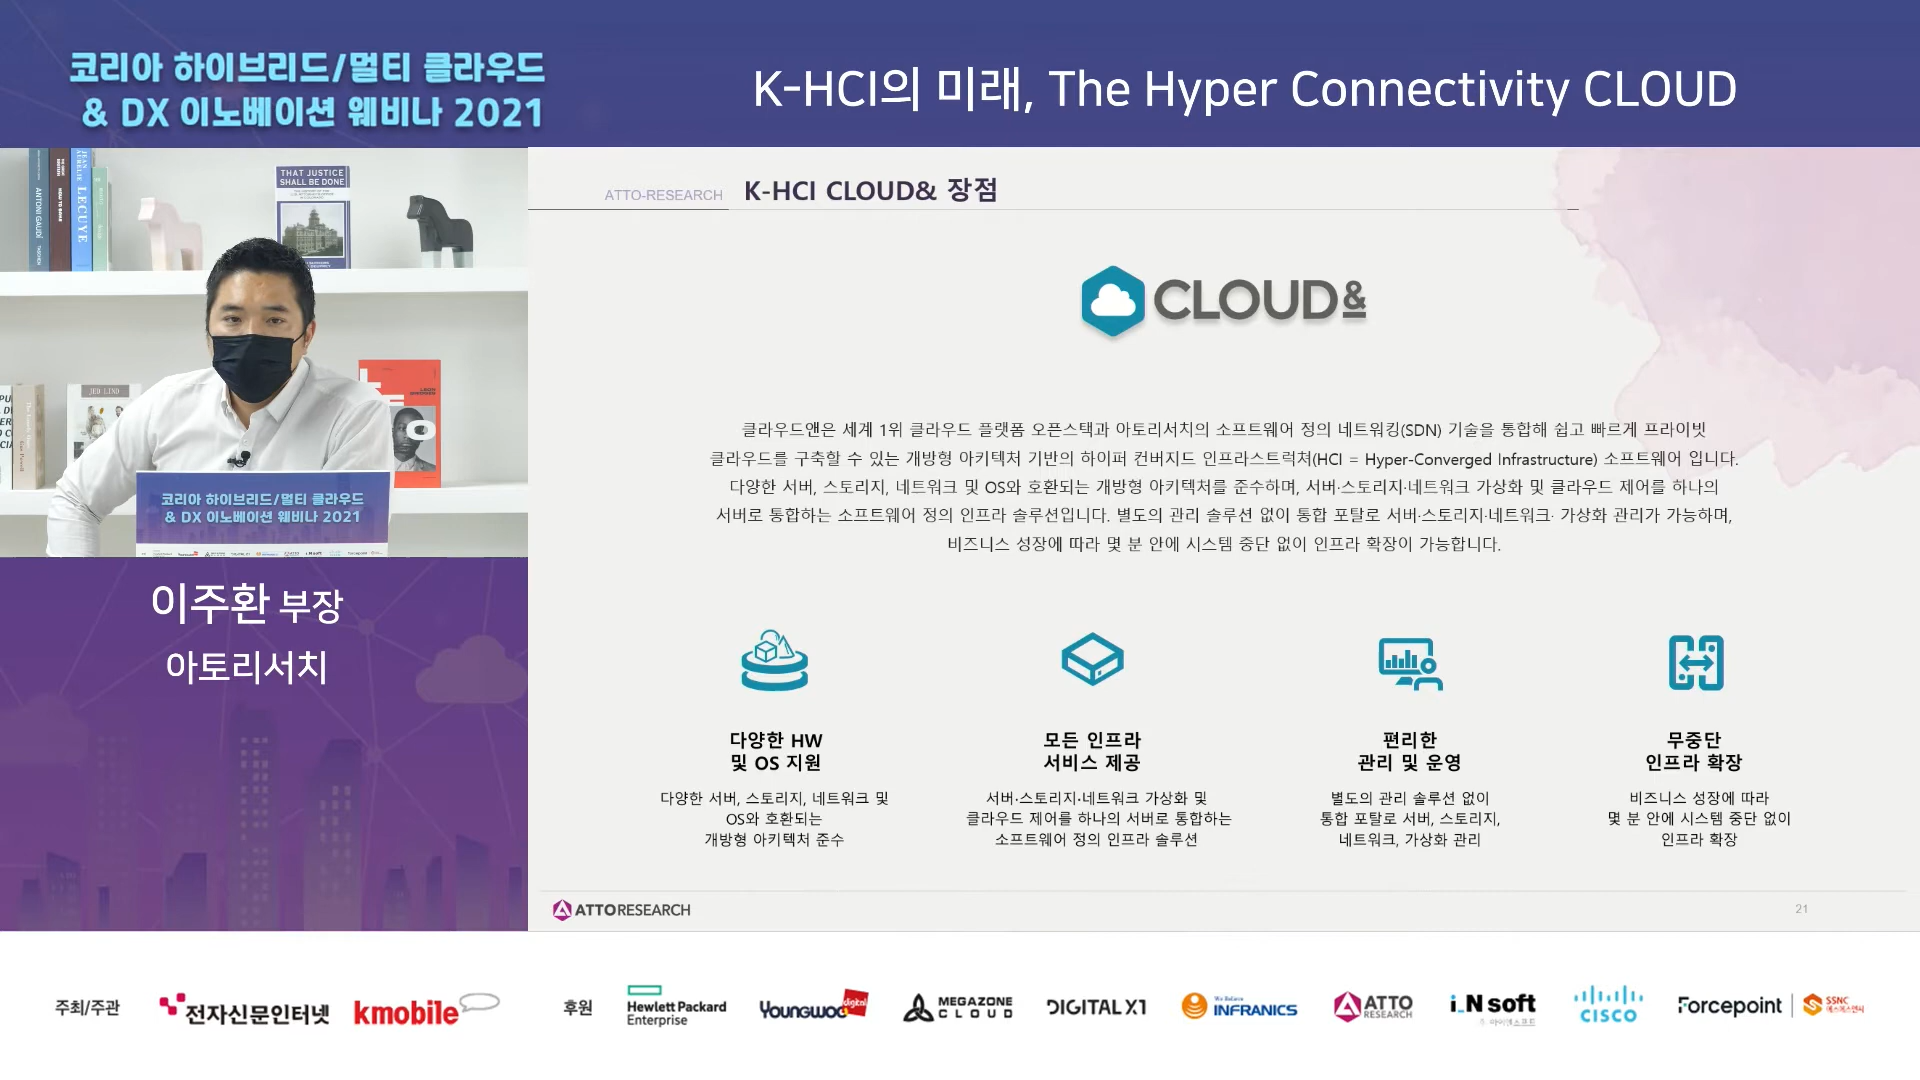 코리아 하이브리드/멀티 클라우드
& DX 이노베이션 웨비나 2021
K-HCI의 미래, The Hyper Connectivity CLOUD
ANTONI GAUDÍ
LECUYE
THAT JUSTICE
SHALL BE DONE
JED LIND
코리아 하이브리드/멀티 클라우드
& DX 이노베이션 웨비나 2021
이주환 부장
아토리서치
ATTO-RESEARCH
K-HCI CLOUD& 장점
CLOUD&
클라우드앤은 세계 1위 클라우드 플랫폼 오픈스택과 아토리서치의 소프트웨어 정의 네트워킹(SDN) 기술을 통합해 쉽고 빠르게 프라이빗
클라우드를 구축할 수 있는 개방형 아키텍처 기반의 하이퍼 컨버지드 인프라스트럭쳐(HCI = Hyper-Converged Infrastructure) 소프트웨어 입니다.
다양한 서버, 스토리지, 네트워크 및 OS와 호환되는 개방형 아키텍처를 준수하며, 서버·스토리지·네트워크 가상화 및 클라우드 제어를 하나의
서버로 통합하는 소프트웨어 정의 인프라 솔루션입니다. 별도의 관리 솔루션 없이 통합 포탈로 서버·스토리지·네트워크· 가상화 관리가 가능하며,
비즈니스 성장에 따라 몇 분 안에 시스템 중단 없이 인프라 확장이 가능합니다.
다양한 HW
및 OS 지원
다양한 서버, 스토리지, 네트워크 및
OS와 호환되는
개방형 아키텍처 준수
모든 인프라
서비스 제공
서버·스토리지·네트워크 가상화 및
클라우드 제어를 하나의 서버로 통합하는
소프트웨어 정의 인프라 솔루션
편리한
관리 및 운영
별도의 관리 솔루션 없이
통합 포탈로 서버, 스토리지,
네트워크, 가상화 관리
무중단
인프라 확장
비즈니스 성장에 따라
몇 분 안에 시스템 중단 없이
인프라 확장
ATTORESEARCH
21
주최/주관
전자신문인터넷
kmobile
후원
Hewlett Packard
Enterprise
YOUNGWOO digital
MEGAZONE
CLOUD
DIGITAL X1
We Believe
INFRANICS
ATTO
RESEARCH
i_N soft
CISCO
Forcepoint
SSNC
에스에스앤씨